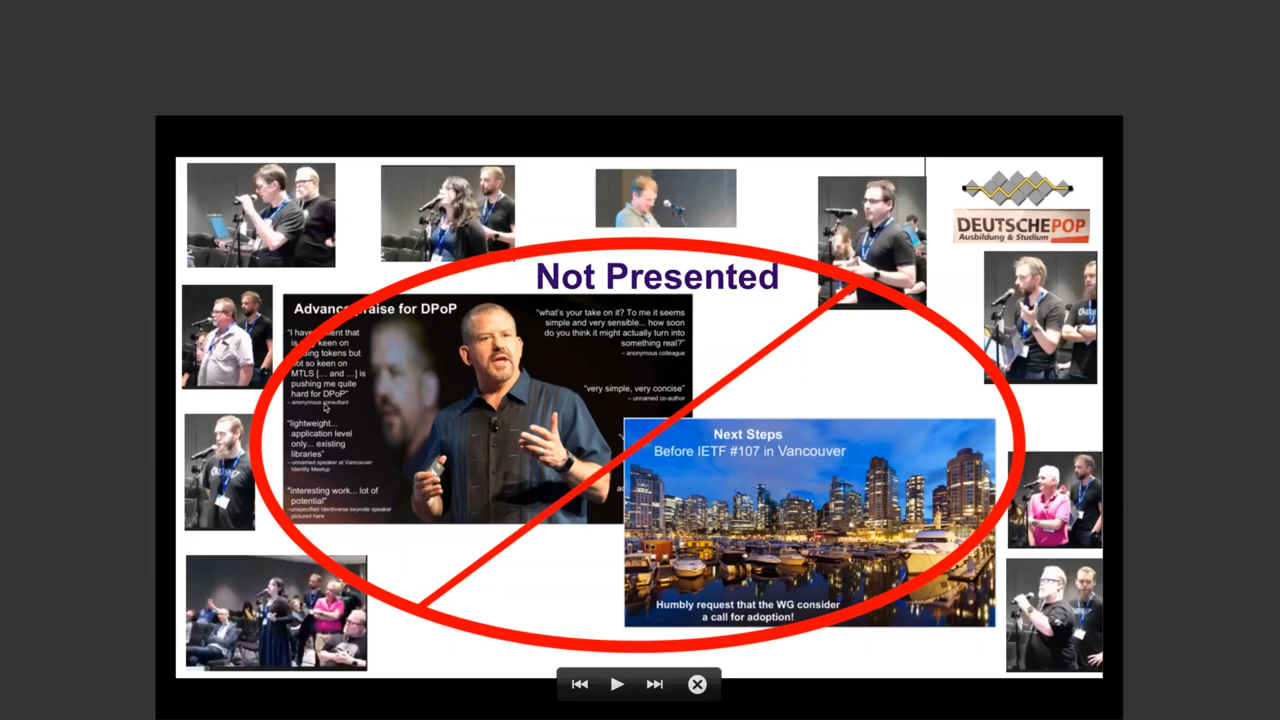 DEUTSCHEPOP
Ausbildung & Studium
Not Presented
Advance Praise for DPoP
"I have
that
is
keen on
tokens but
not so keen on
MTLS [... and ...] is
pushing me quite
hard for DPoP"
– anonymous consultant
"lightweight...
application level
only... existing
libraries"
– unnamed speaker at Vancouver
Identity Meetup
"interesting work... lot of
potential"
–unspecified Identiverse keynote speaker
pictured here
"what's your take on it? To me it seems
simple and very sensible... how soon
do you think it might actually turn into
something real?"
– anonymous colleague
"very simple, very concise"
– unnamed co-author
Next Steps
Before IETF #107 in Vancouver
Humbly request that the WG consider
a call for adoption!